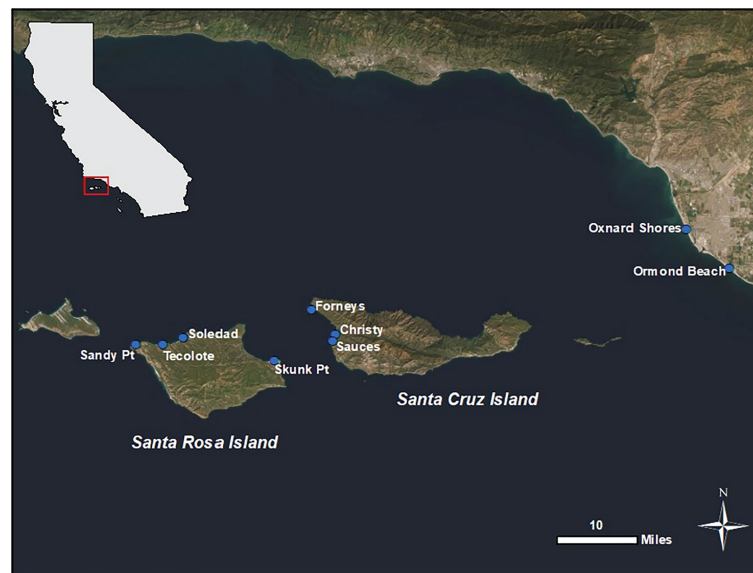 Oxnard Shores
Ormond Beach
Forneys
Christy
Sauces
Soledad
Sandy Pt
Tecolote
Skunk Pt
Santa Cruz Island
Santa Rosa Island
N
10
Miles